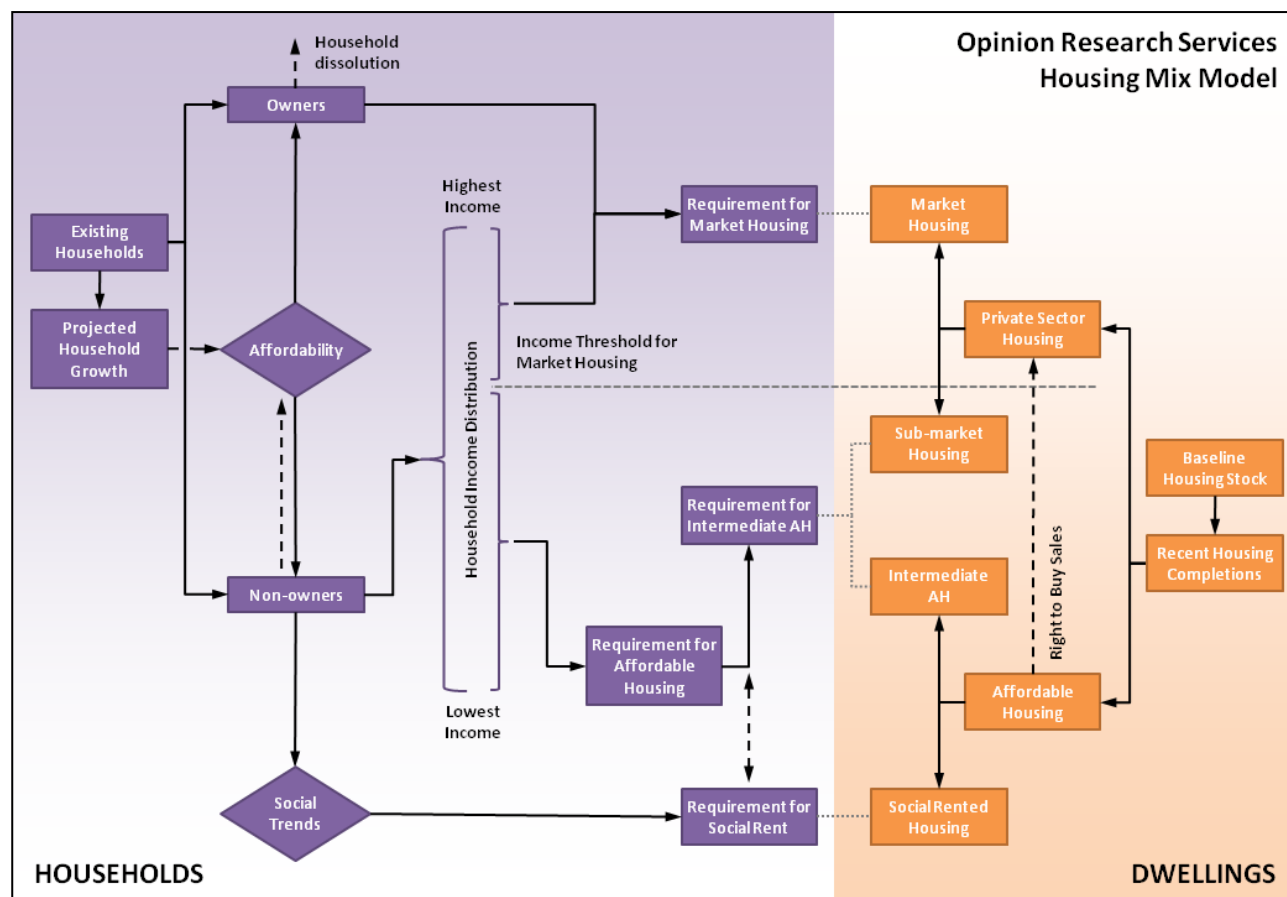 Opinion Research Services
Housing Mix Model
Household
dissolution
Owners
Highest
Income
Existing
Households
Projected
Household
Growth
Affordability
Household Income Distribution
Income Threshold for
Market Housing
Requirement for
Market Housing
Market
Housing
Private Sector
Housing
Sub-market
Housing
Baseline
Housing Stock
Requirement for
Intermediate AH
Right to Buy Sales
Recent Housing
Completions
Intermediate
AH
Non-owners
Requirement for
Affordable
Housing
Affordable
Housing
Lowest
Income
Social
Trends
Requirement for
Social Rent
Social Rented
Housing
HOUSEHOLDS
DWELLINGS